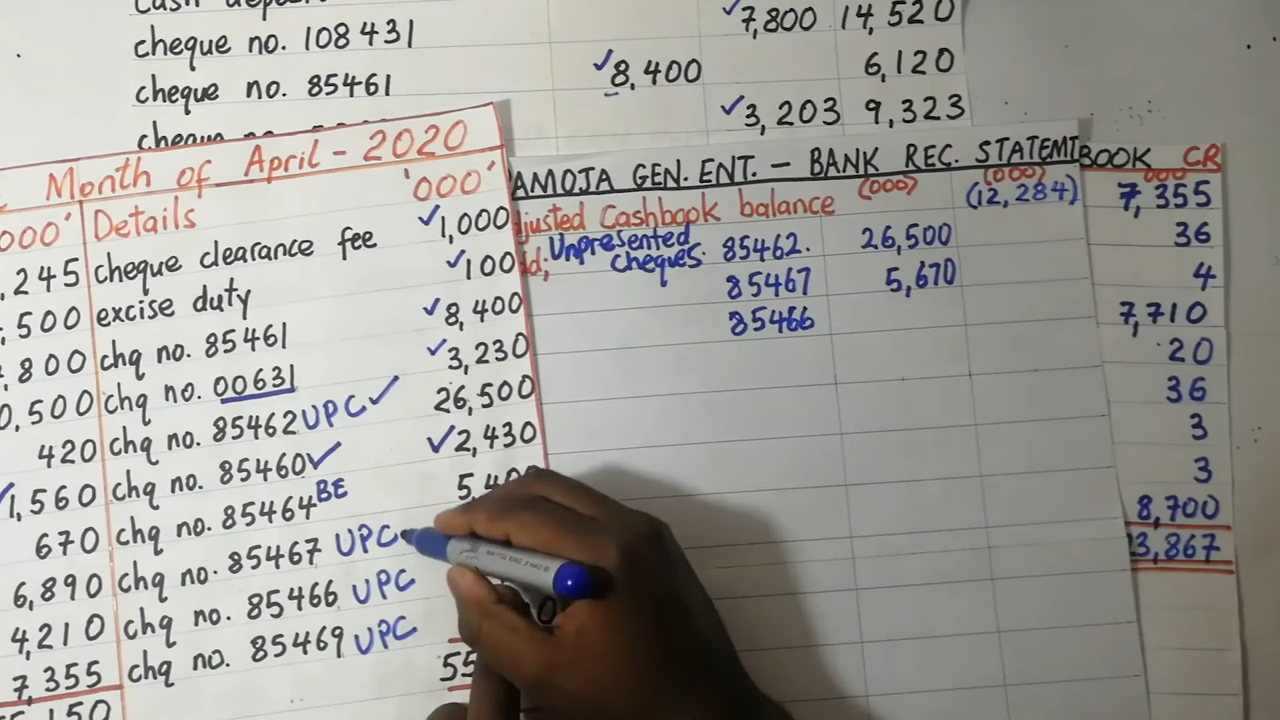 cheque no. 108431
7,800 14,520
cheque no. 85461
8,400 6,120
3,203 9,323
Month of April - 2020
'000'
Details
cheque clearance fee 1,000
245 excise duty 100
500 chq no. 85461 8,400
800 chq no. 00631 3,230
0,500 chq no. 85462 UPC 26,500
420 chq no. 85460 2,430
1,560 chq no. 85464 BE
670 chq no. 85467 UPC
6,890 chq no. 85466 UPC
4,210 chq no. 85469 UPC
7,355
55
150
AMOJA GEN. ENT. - BANK REC. STATEMT
(000) (000)
justed Cashbook balance (12,284)
d; Unpresented cheques. 85462. 26,500
85467 5,670
85466
BOOK CR
000
7,355
36
4
7,710
20
36
3
3
8,700
3,867